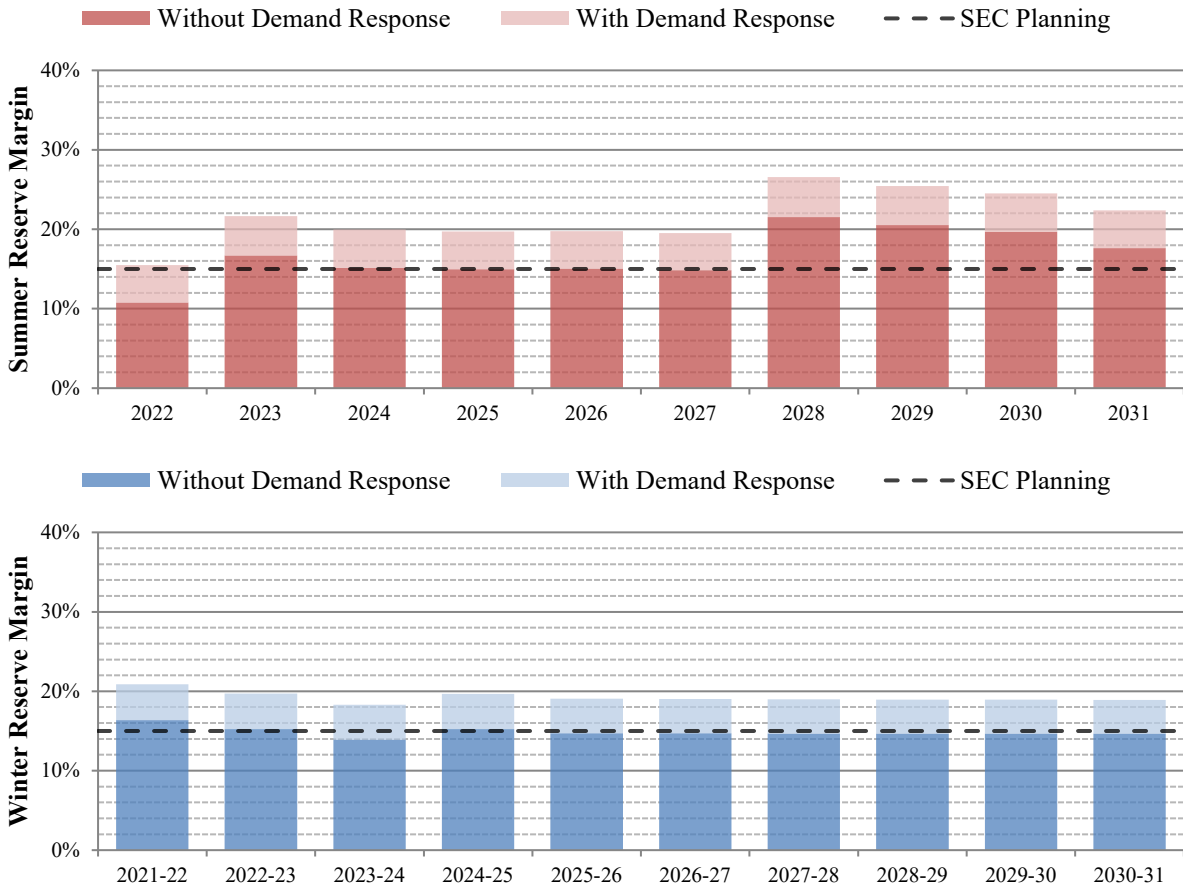 Without Demand Response With Demand Response SEC Planning
Summer Reserve Margin
40%
30%
20%
10%
0%
2022 2023 2024 2025 2026 2027 2028 2029 2030 2031
Without Demand Response With Demand Response SEC Planning
Winter Reserve Margin
40%
30%
20%
10%
0%
2021-22 2022-23 2023-24 2024-25 2025-26 2026-27 2027-28 2028-29 2029-30 2030-31